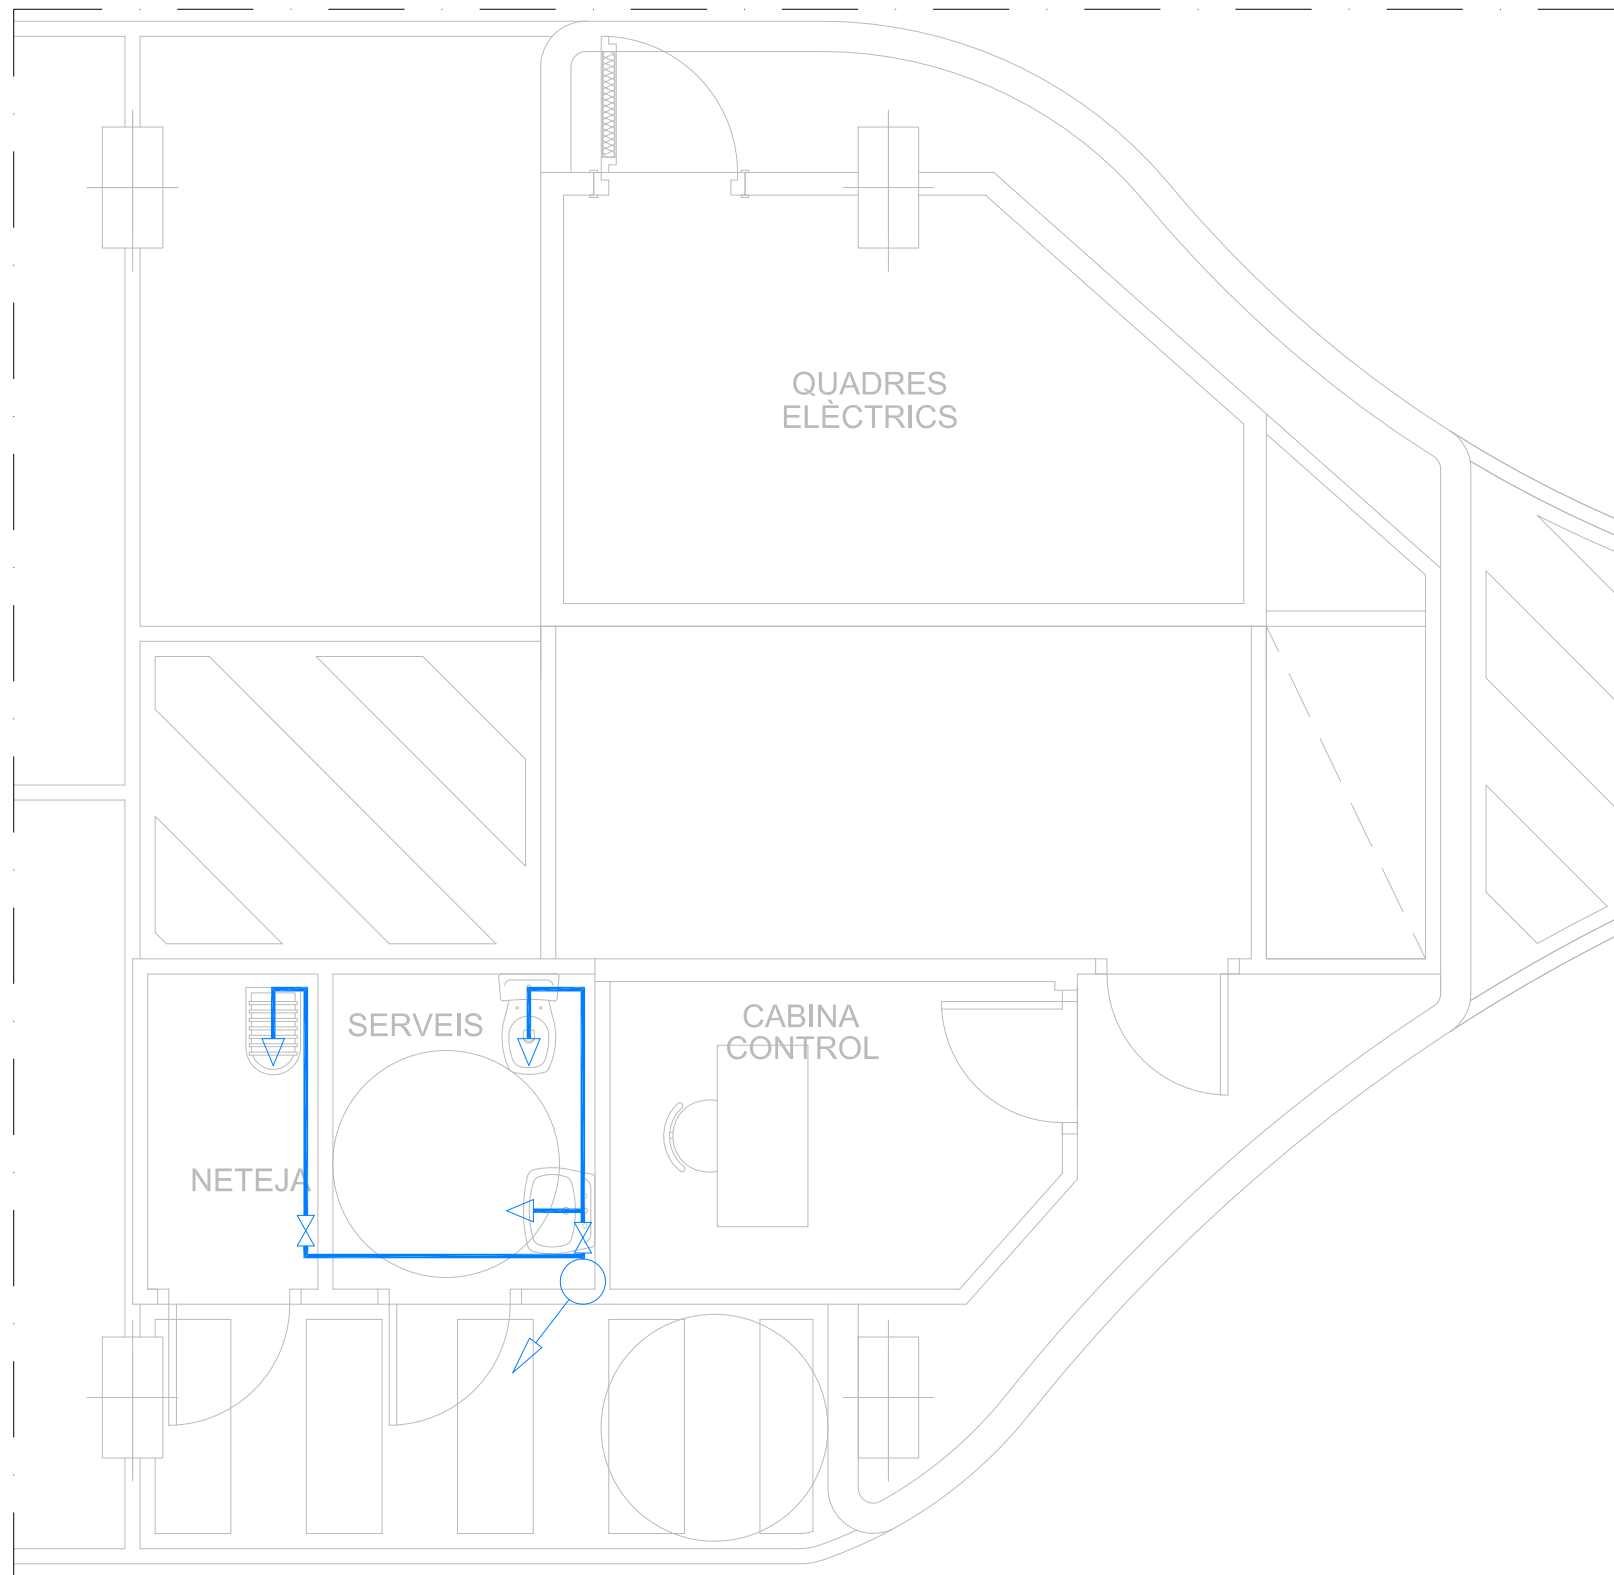 QUADRES
ELÈCTRICS
SERVEIS
CABINA
CONTROL
NETEJA